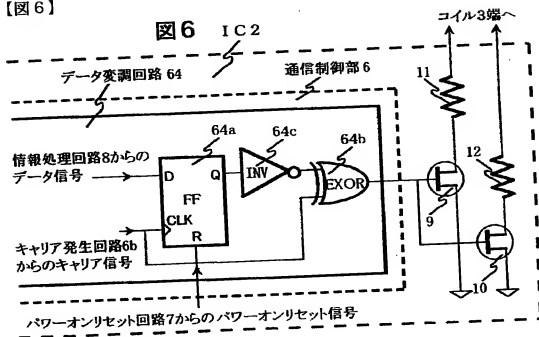 【図6】
図6
IC2
コイル3端へ
データ変調回路 64
通信制御部 6
11
64a
64c
64b
12
情報処理回路8からの
データ信号
D
Q
INV
EXOR
FF
CLK
R
9
キャリア発生回路6b
からのキャリア信号
10
パワーオンリセット回路7からのパワーオンリセット信号